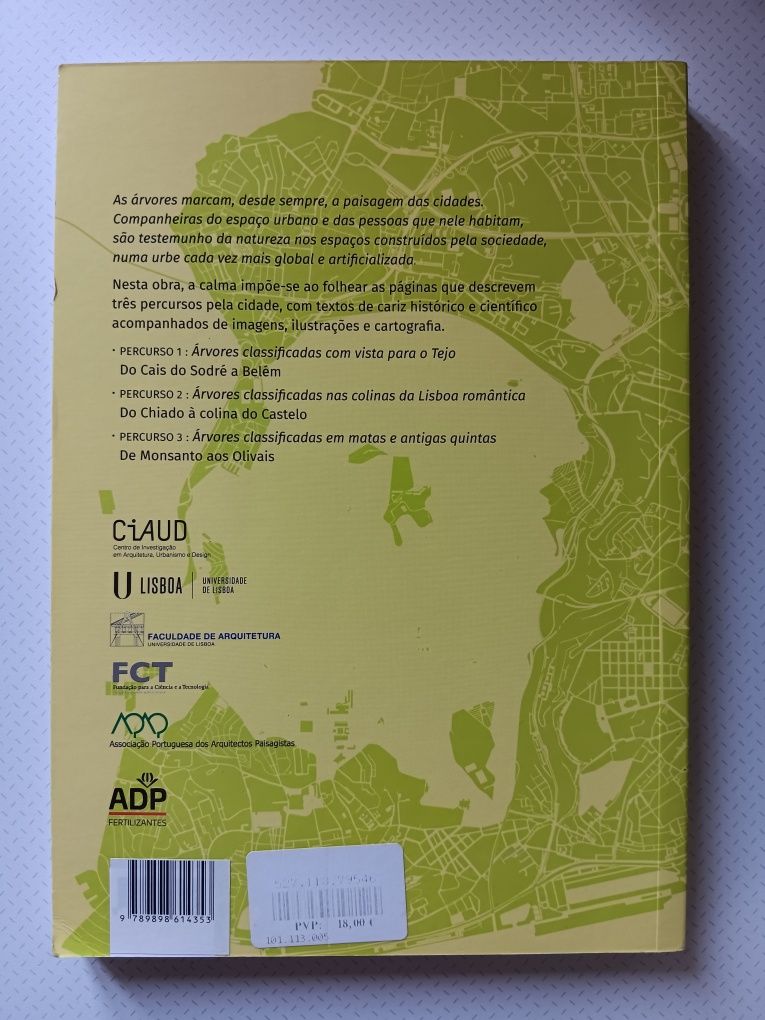 As árvores marcam, desde sempre, a paisagem das cidades.
Companheiras do espaço urbano e das pessoas que nele habitam,
são testemunho da natureza nos espaços construídos pela sociedade,
numa urbe cada vez mais global e artificializada.
Nesta obra, a calma impõe-se ao folhear as páginas que descrevem
três percursos pela cidade, com textos de cariz histórico e científico
acompanhados de imagens, ilustrações e cartografia.
· PERCURSO 1 : Árvores classificadas com vista para o Tejo
Do Cais do Sodré a Belém
· PERCURSO 2 : Árvores classificadas nas colinas da Lisboa romântica
Do Chiado à colina do Castelo
· PERCURSO 3 : Árvores classificadas em matas e antigas quintas
De Monsanto aos Olivais
CiAUD
Centro de Investigação
em Arquitetura, Urbanismo e Design
U LISBOA | UNIVERSIDADE
DE LISBOA
FACULDADE DE ARQUITETURA
UNIVERSIDADE DE LISBOA
FCT
Fundação para a Ciência e a Tecnologia
APAP
Associação Portuguesa dos Arquitectos Paisagistas
ADP
FERTILIZANTES
9 789898 614353
PVP: 18,00 €
101.113.005